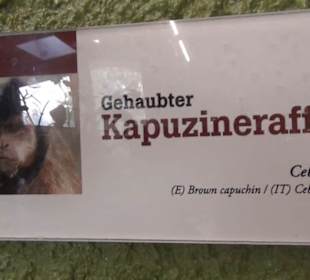 Gehaubter
Kapuzineraff
Ce
(E) Brown capuchin / (IT) Ce